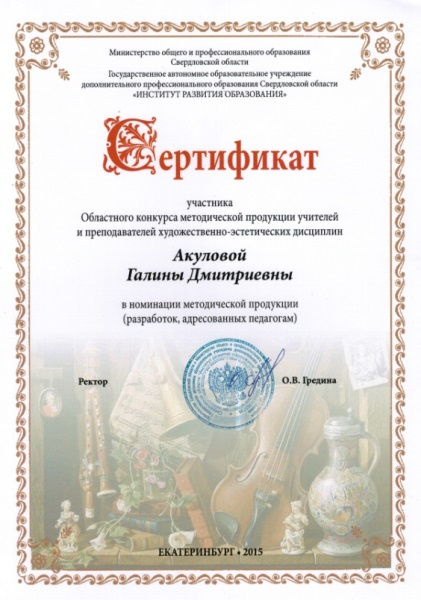 Министерство общего и профессионального образования
Свердловской области
Государственное автономное образовательное учреждение
дополнительного профессионального образования Свердловской области
«ИНСТИТУТ РАЗВИТИЯ ОБРАЗОВАНИЯ»
Сертификат
участника
Областного конкурса методической продукции учителей
и преподавателей художественно-эстетических дисциплин
Акуловой
Галины Дмитриевны
в номинации методической продукции
(разработок, адресованных педагогам)
Ректор
О.В. Гредина
ЕКАТЕРИНБУРГ • 2015